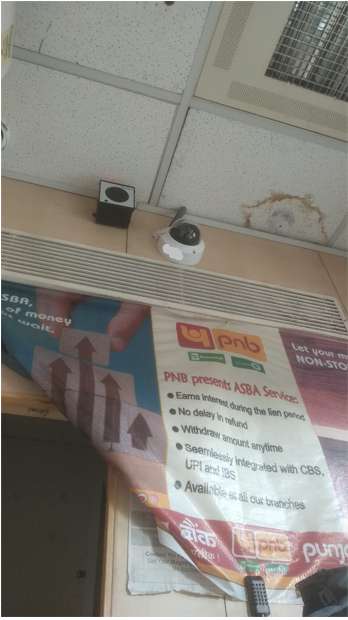 SBA,
of money
wait.
pnb
Let your m
NON-STO
PNB presents ASBA Services
Earns interest during the lien period
No delay in refund
Withdraw amount anytime
Seamlessly integrated with CBS,
UPI and IBS
Available at all our branches
बैंक
pnb
punja